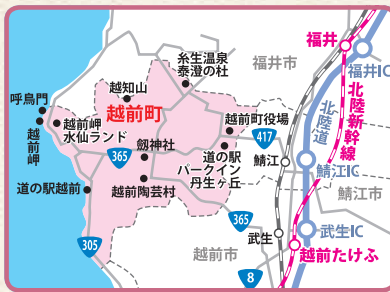 福井
福井市
福井IC
糸生温泉
泰澄の杜
越知山
呼鳥門
越前町
越前岬
水仙ランド
越前岬
越前町役場
417
北陸道
北陸新幹線
劔神社
365
道の駅
パークイン
丹生ヶ丘
鯖江
鯖江IC
鯖江市
道の駅越前
越前陶芸村
365
305
武生
武生IC
越前市
越前たけふ
8